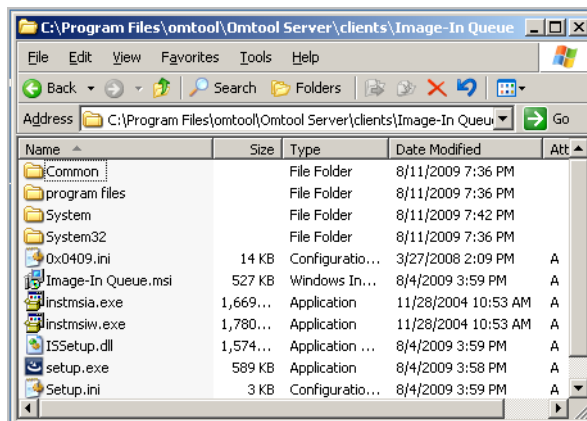 C:\Program Files\omtool\Omtool Server\clients\Image-In Queue
File Edit View Favorites Tools Help
Back Search Folders
Address C:\Program Files\omtool\Omtool Server\clients\Image-In Queu Go
Name Size Type Date Modified Att
Common File Folder 8/11/2009 7:36 PM
program files File Folder 8/11/2009 7:36 PM
System File Folder 8/11/2009 7:42 PM
System32 File Folder 8/11/2009 7:36 PM
0x0409.ini 14 KB Configuratio... 3/27/2008 2:09 PM A
Image-In Queue.msi 527 KB Windows In... 8/4/2009 3:59 PM A
instmsia.exe 1,669... Application 11/28/2004 10:53 AM A
instmsiw.exe 1,780... Application 11/28/2004 10:53 AM A
ISSetup.dll 1,574... Application ... 8/4/2009 3:59 PM A
setup.exe 589 KB Application 8/4/2009 3:58 PM A
Setup.ini 3 KB Configuratio... 8/4/2009 3:59 PM A